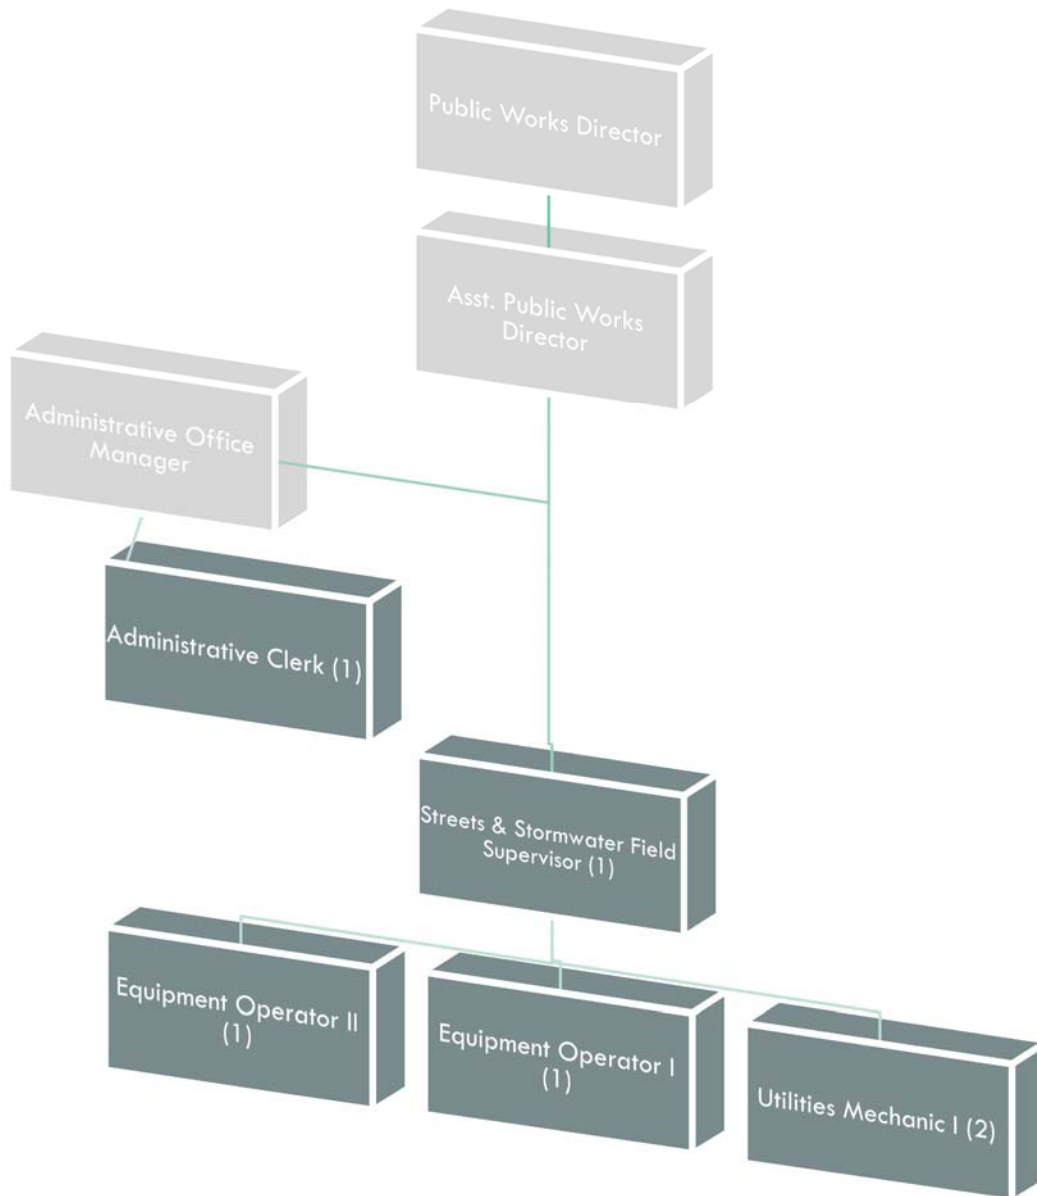 Public Works Director
Asst. Public Works
Director
Administrative Office
Manager
Administrative Clerk (1)
Streets & Stormwater Field
Supervisor (1)
Equipment Operator II
(1)
Equipment Operator I
(1)
Utilities Mechanic I (2)